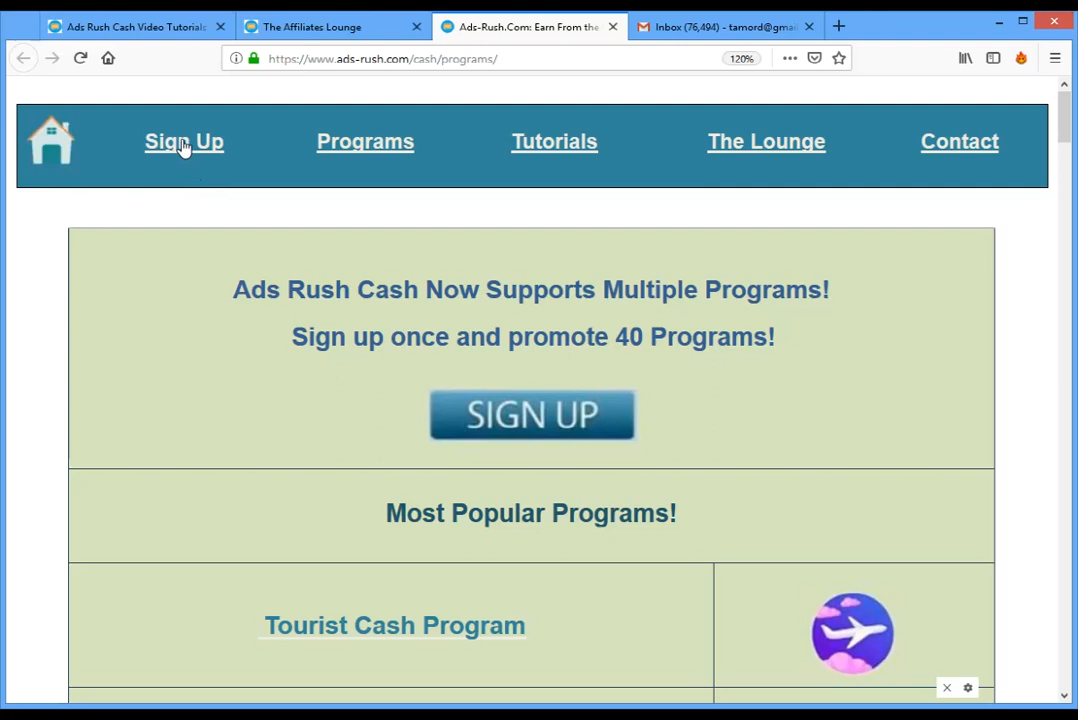 Ads Rush Cash Video Tutorials
The Affiliates Lounge
Ads-Rush.Com: Earn From the
Inbox (76,494) - tamord@gmai
https://www.ads-rush.com/cash/programs/
120%
Sign Up
Programs
Tutorials
The Lounge
Contact
Ads Rush Cash Now Supports Multiple Programs!
Sign up once and promote 40 Programs!
SIGN UP
Most Popular Programs!
Tourist Cash Program